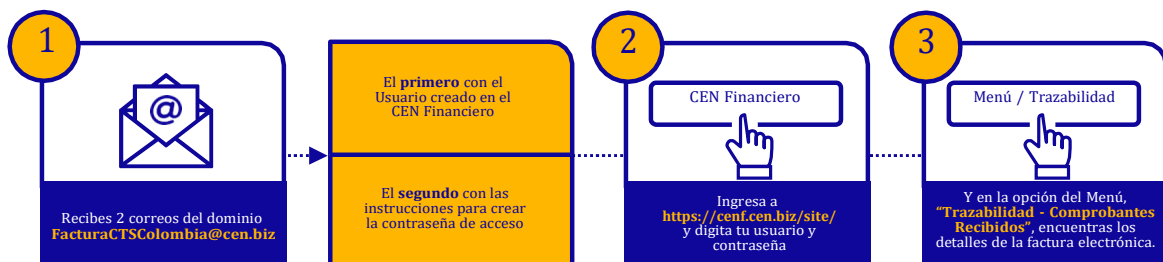 1
@
Recibes 2 correos del dominio
FacturaCTSColombia@cen.biz
El primero con el
Usuario creado en el
CEN Financiero
El segundo con las
instrucciones para crear
la contraseña de acceso
2
CEN Financiero
Ingresa a
https://cenf.cen.biz/site/
y digita tu usuario y
contraseña
3
Menú / Trazabilidad
Y en la opción del Menú,
“Trazabilidad - Comprobantes
Recibidos”, encuentras los
detalles de la factura electrónica.